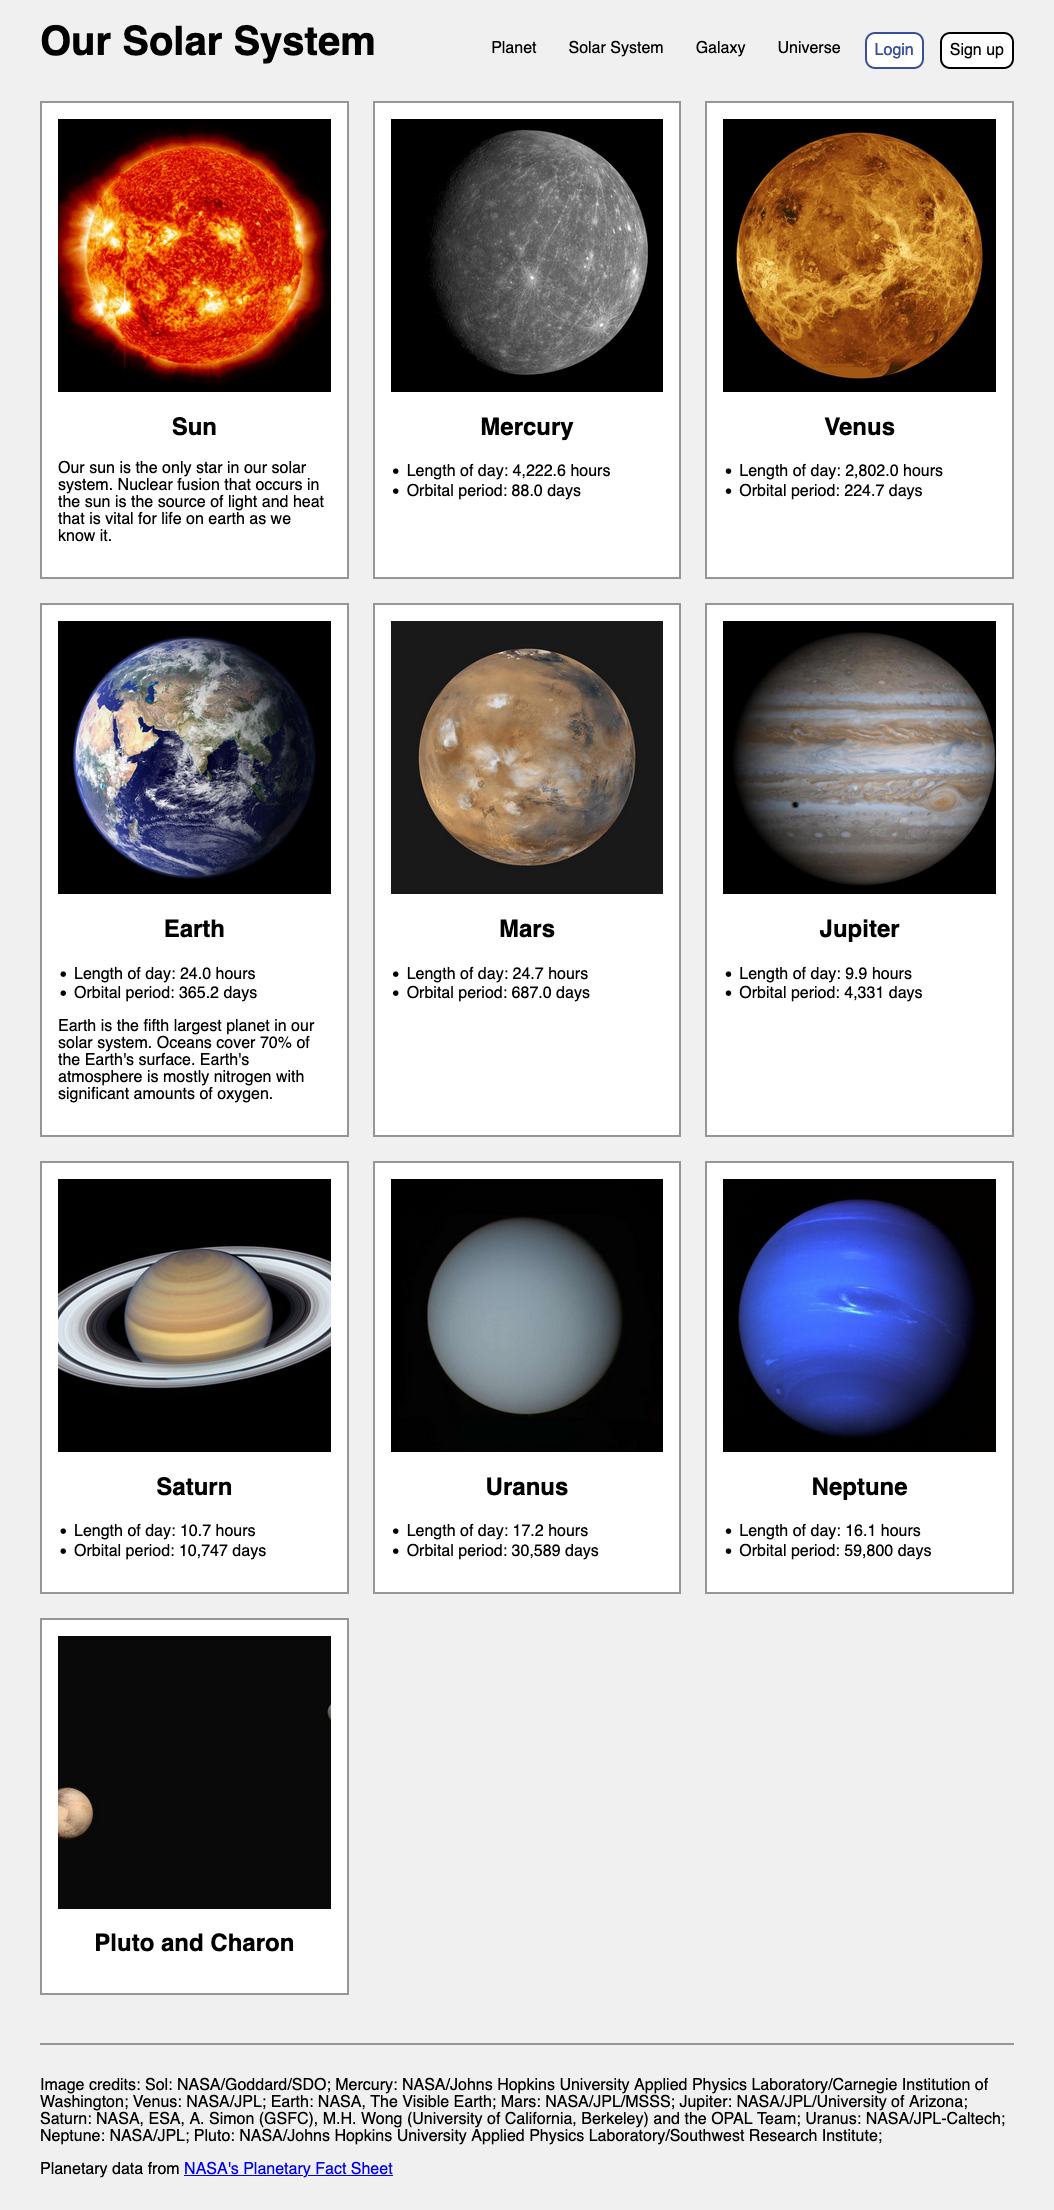 Our Solar System
Planet
Solar System
Galaxy
Universe
Login
Sign up
Sun
Our sun is the only star in our solar
system. Nuclear fusion that occurs in
the sun is the source of light and heat
that is vital for life on earth as we
know it.
Mercury
• Length of day: 4,222.6 hours
• Orbital period: 88.0 days
Venus
• Length of day: 2,802.0 hours
• Orbital period: 224.7 days
Earth
• Length of day: 24.0 hours
• Orbital period: 365.2 days
Earth is the fifth largest planet in our
solar system. Oceans cover 70% of
the Earth's surface. Earth's
atmosphere is mostly nitrogen with
significant amounts of oxygen.
Mars
• Length of day: 24.7 hours
• Orbital period: 687.0 days
Jupiter
• Length of day: 9.9 hours
• Orbital period: 4,331 days
Saturn
• Length of day: 10.7 hours
• Orbital period: 10,747 days
Uranus
• Length of day: 17.2 hours
• Orbital period: 30,589 days
Neptune
• Length of day: 16.1 hours
• Orbital period: 59,800 days
Pluto and Charon
Image credits: Sol: NASA/Goddard/SDO; Mercury: NASA/Johns Hopkins University Applied Physics Laboratory/Carnegie Institution of
Washington; Venus: NASA/JPL; Earth: NASA, The Visible Earth; Mars: NASA/JPL/MSSS; Jupiter: NASA/JPL/University of Arizona;
Saturn: NASA, ESA, A. Simon (GSFC), M.H. Wong (University of California, Berkeley) and the OPAL Team; Uranus: NASA/JPL-Caltech;
Neptune: NASA/JPL; Pluto: NASA/Johns Hopkins University Applied Physics Laboratory/Southwest Research Institute;
Planetary data from NASA's Planetary Fact Sheet